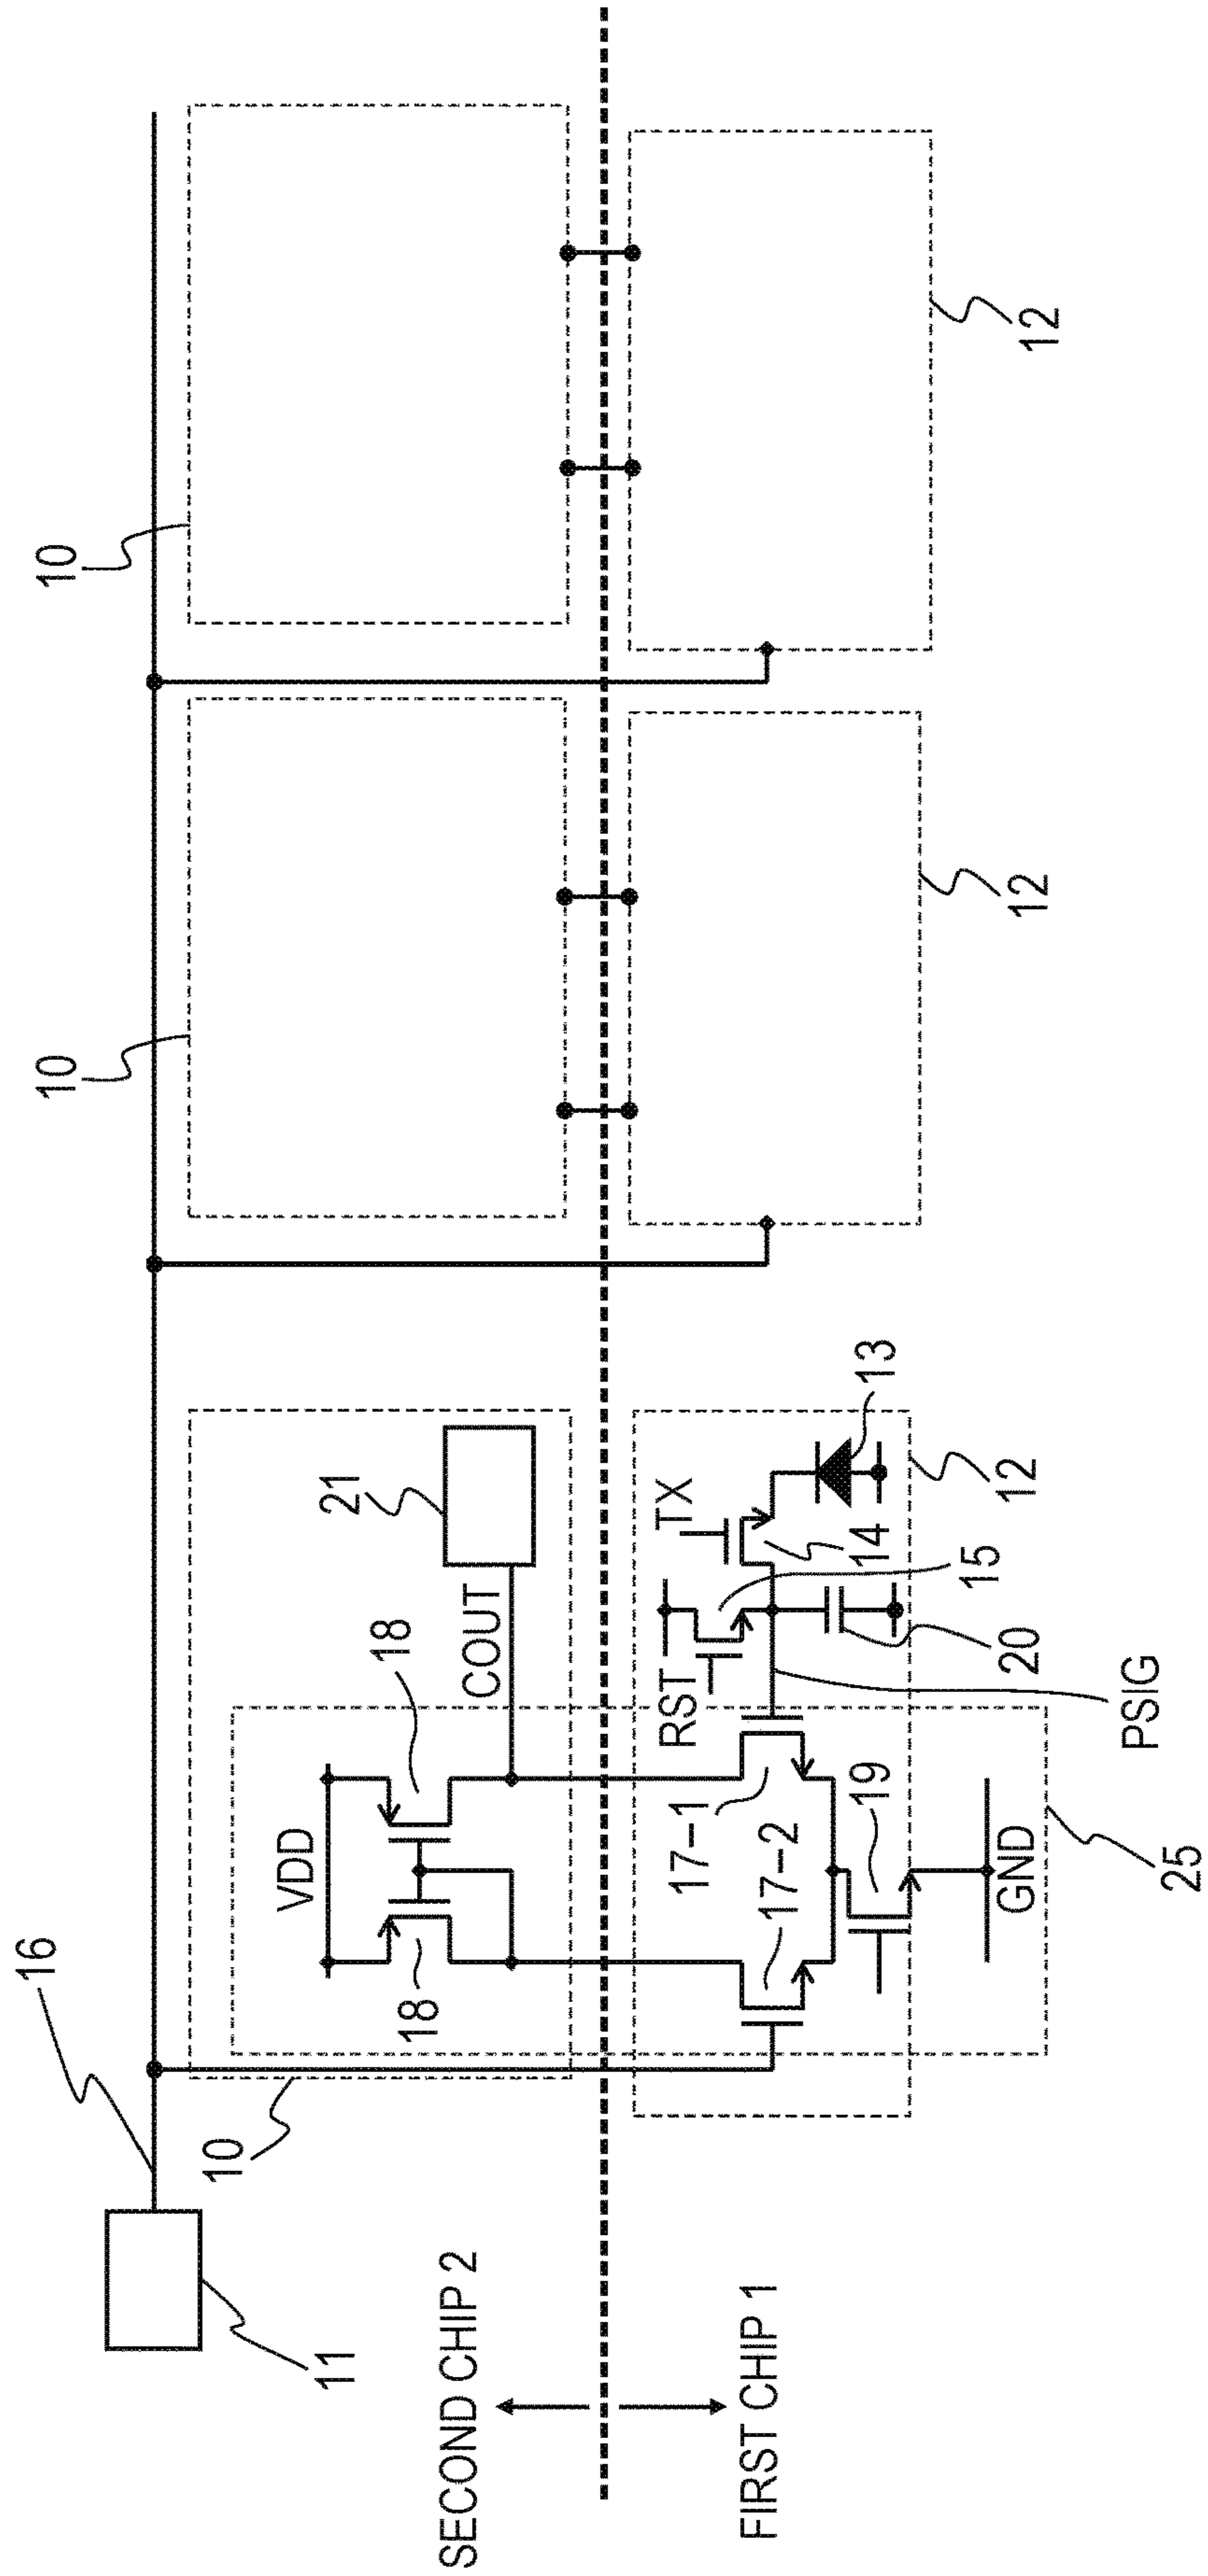 16
10
10
11
10
VDD
18
18
COUT
21
SECOND CHIP 2
FIRST CHIP 1
RST
TX
17-1
17-2
14
13
15
19
20
12
12
12
GND
PSIG
25